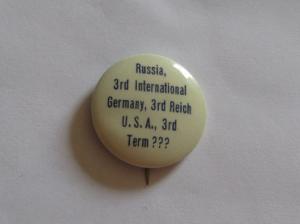 Russia,
3rd International
Germany, 3rd Reich
U.S.A., 3rd
Term ???